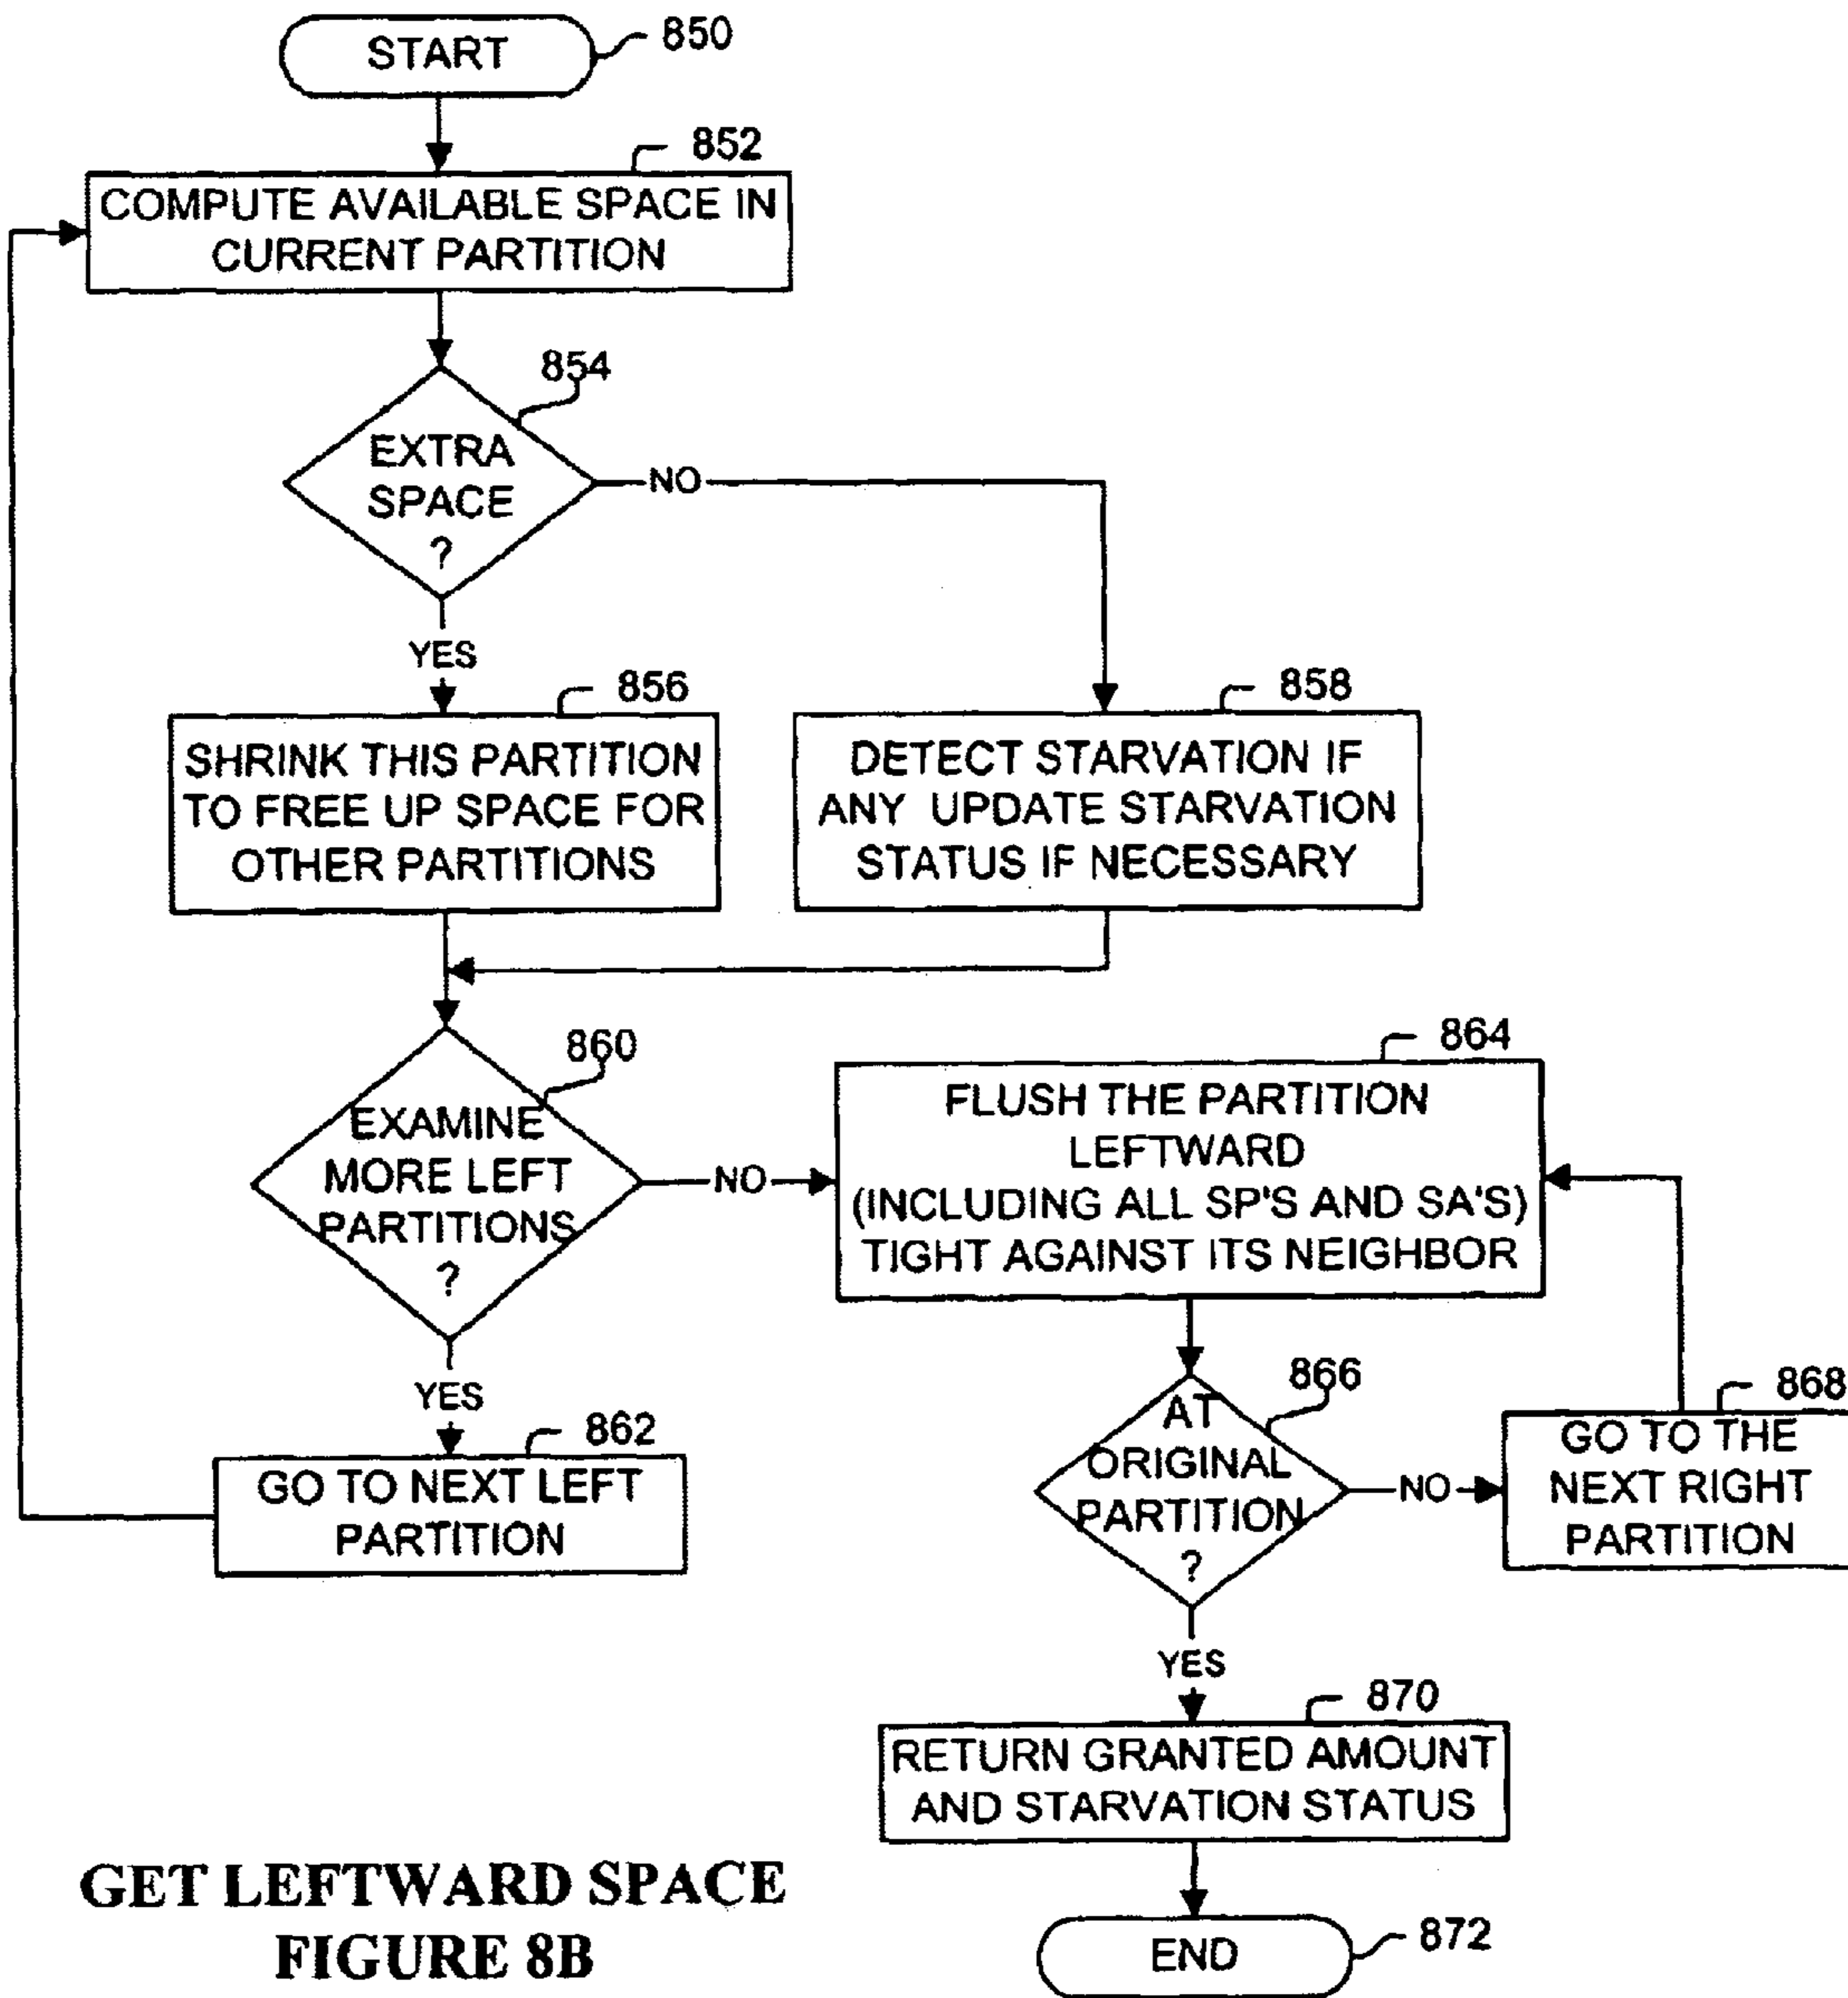 START
850
852
COMPUTE AVAILABLE SPACE IN
CURRENT PARTITION
854
EXTRA
SPACE
?
NO
YES
856
SHRINK THIS PARTITION
TO FREE UP SPACE FOR
OTHER PARTITIONS
858
DETECT STARVATION IF
ANY UPDATE STARVATION
STATUS IF NECESSARY
860
EXAMINE
MORE LEFT
PARTITIONS
?
NO
YES
862
GO TO NEXT LEFT
PARTITION
864
FLUSH THE PARTITION
LEFTWARD
(INCLUDING ALL SP'S AND SA'S)
TIGHT AGAINST ITS NEIGHBOR
866
AT
ORIGINAL
PARTITION
?
NO
868
GO TO THE
NEXT RIGHT
PARTITION
YES
870
RETURN GRANTED AMOUNT
AND STARVATION STATUS
END
872
GET LEFTWARD SPACE
FIGURE 8B